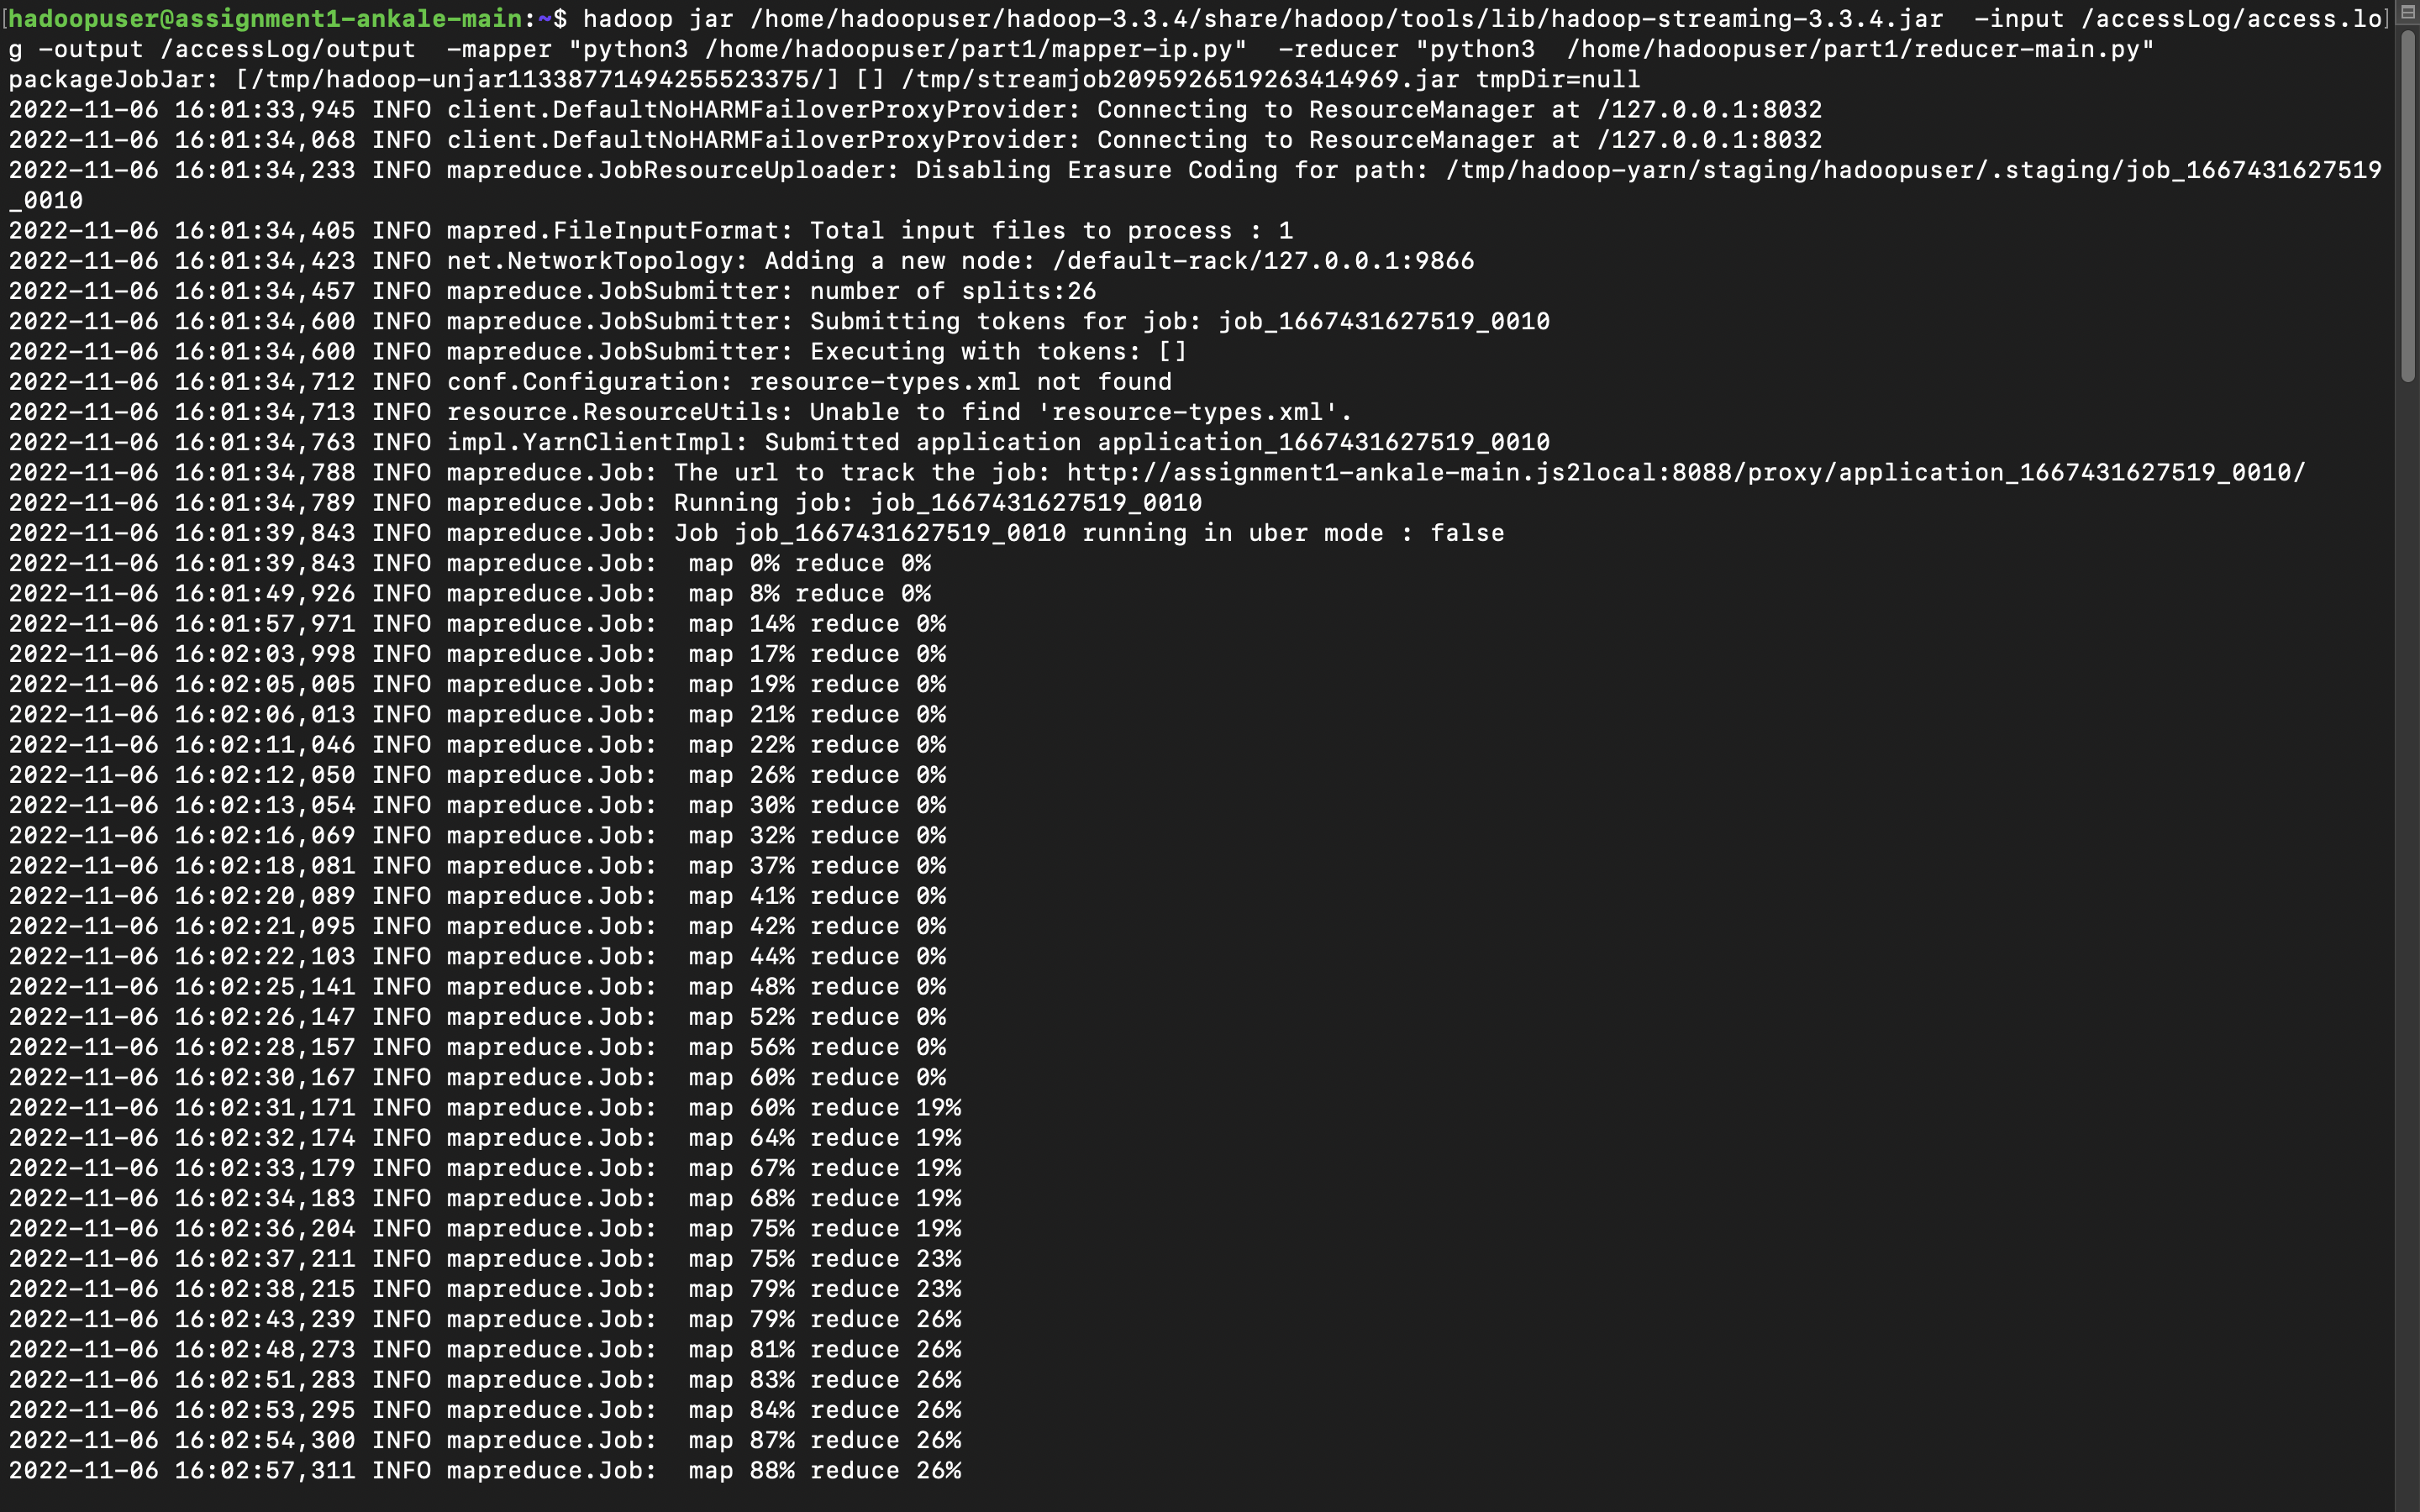 [hadoopuser@assignment1-ankale-main:~$ hadoop jar /home/hadoopuser/hadoop-3.3.4/share/hadoop/tools/lib/hadoop-streaming-3.3.4.jar  -input /accessLog/access.lo]
g -output /accessLog/output  -mapper "python3 /home/hadoopuser/part1/mapper-ip.py"  -reducer "python3  /home/hadoopuser/part1/reducer-main.py"
packageJobJar: [/tmp/hadoop-unjar11338771494255523375/] [] /tmp/streamjob2095926519263414969.jar tmpDir=null
2022-11-06 16:01:33,945 INFO client.DefaultNoHARMFailoverProxyProvider: Connecting to ResourceManager at /127.0.0.1:8032
2022-11-06 16:01:34,068 INFO client.DefaultNoHARMFailoverProxyProvider: Connecting to ResourceManager at /127.0.0.1:8032
2022-11-06 16:01:34,233 INFO mapreduce.JobResourceUploader: Disabling Erasure Coding for path: /tmp/hadoop-yarn/staging/hadoopuser/.staging/job_1667431627519
_0010
2022-11-06 16:01:34,405 INFO mapred.FileInputFormat: Total input files to process : 1
2022-11-06 16:01:34,423 INFO net.NetworkTopology: Adding a new node: /default-rack/127.0.0.1:9866
2022-11-06 16:01:34,457 INFO mapreduce.JobSubmitter: number of splits:26
2022-11-06 16:01:34,600 INFO mapreduce.JobSubmitter: Submitting tokens for job: job_1667431627519_0010
2022-11-06 16:01:34,600 INFO mapreduce.JobSubmitter: Executing with tokens: []
2022-11-06 16:01:34,712 INFO conf.Configuration: resource-types.xml not found
2022-11-06 16:01:34,713 INFO resource.ResourceUtils: Unable to find 'resource-types.xml'.
2022-11-06 16:01:34,763 INFO impl.YarnClientImpl: Submitted application application_1667431627519_0010
2022-11-06 16:01:34,788 INFO mapreduce.Job: The url to track the job: http://assignment1-ankale-main.js2local:8088/proxy/application_1667431627519_0010/
2022-11-06 16:01:34,789 INFO mapreduce.Job: Running job: job_1667431627519_0010
2022-11-06 16:01:39,843 INFO mapreduce.Job: Job job_1667431627519_0010 running in uber mode : false
2022-11-06 16:01:39,843 INFO mapreduce.Job:  map 0% reduce 0%
2022-11-06 16:01:49,926 INFO mapreduce.Job:  map 8% reduce 0%
2022-11-06 16:01:57,971 INFO mapreduce.Job:  map 14% reduce 0%
2022-11-06 16:02:03,998 INFO mapreduce.Job:  map 17% reduce 0%
2022-11-06 16:02:05,005 INFO mapreduce.Job:  map 19% reduce 0%
2022-11-06 16:02:06,013 INFO mapreduce.Job:  map 21% reduce 0%
2022-11-06 16:02:11,046 INFO mapreduce.Job:  map 22% reduce 0%
2022-11-06 16:02:12,050 INFO mapreduce.Job:  map 26% reduce 0%
2022-11-06 16:02:13,054 INFO mapreduce.Job:  map 30% reduce 0%
2022-11-06 16:02:16,069 INFO mapreduce.Job:  map 32% reduce 0%
2022-11-06 16:02:18,081 INFO mapreduce.Job:  map 37% reduce 0%
2022-11-06 16:02:20,089 INFO mapreduce.Job:  map 41% reduce 0%
2022-11-06 16:02:21,095 INFO mapreduce.Job:  map 42% reduce 0%
2022-11-06 16:02:22,103 INFO mapreduce.Job:  map 44% reduce 0%
2022-11-06 16:02:25,141 INFO mapreduce.Job:  map 48% reduce 0%
2022-11-06 16:02:26,147 INFO mapreduce.Job:  map 52% reduce 0%
2022-11-06 16:02:28,157 INFO mapreduce.Job:  map 56% reduce 0%
2022-11-06 16:02:30,167 INFO mapreduce.Job:  map 60% reduce 0%
2022-11-06 16:02:31,171 INFO mapreduce.Job:  map 60% reduce 19%
2022-11-06 16:02:32,174 INFO mapreduce.Job:  map 64% reduce 19%
2022-11-06 16:02:33,179 INFO mapreduce.Job:  map 67% reduce 19%
2022-11-06 16:02:34,183 INFO mapreduce.Job:  map 68% reduce 19%
2022-11-06 16:02:36,204 INFO mapreduce.Job:  map 75% reduce 19%
2022-11-06 16:02:37,211 INFO mapreduce.Job:  map 75% reduce 23%
2022-11-06 16:02:38,215 INFO mapreduce.Job:  map 79% reduce 23%
2022-11-06 16:02:43,239 INFO mapreduce.Job:  map 79% reduce 26%
2022-11-06 16:02:48,273 INFO mapreduce.Job:  map 81% reduce 26%
2022-11-06 16:02:51,283 INFO mapreduce.Job:  map 83% reduce 26%
2022-11-06 16:02:53,295 INFO mapreduce.Job:  map 84% reduce 26%
2022-11-06 16:02:54,300 INFO mapreduce.Job:  map 87% reduce 26%
2022-11-06 16:02:57,311 INFO mapreduce.Job:  map 88% reduce 26%